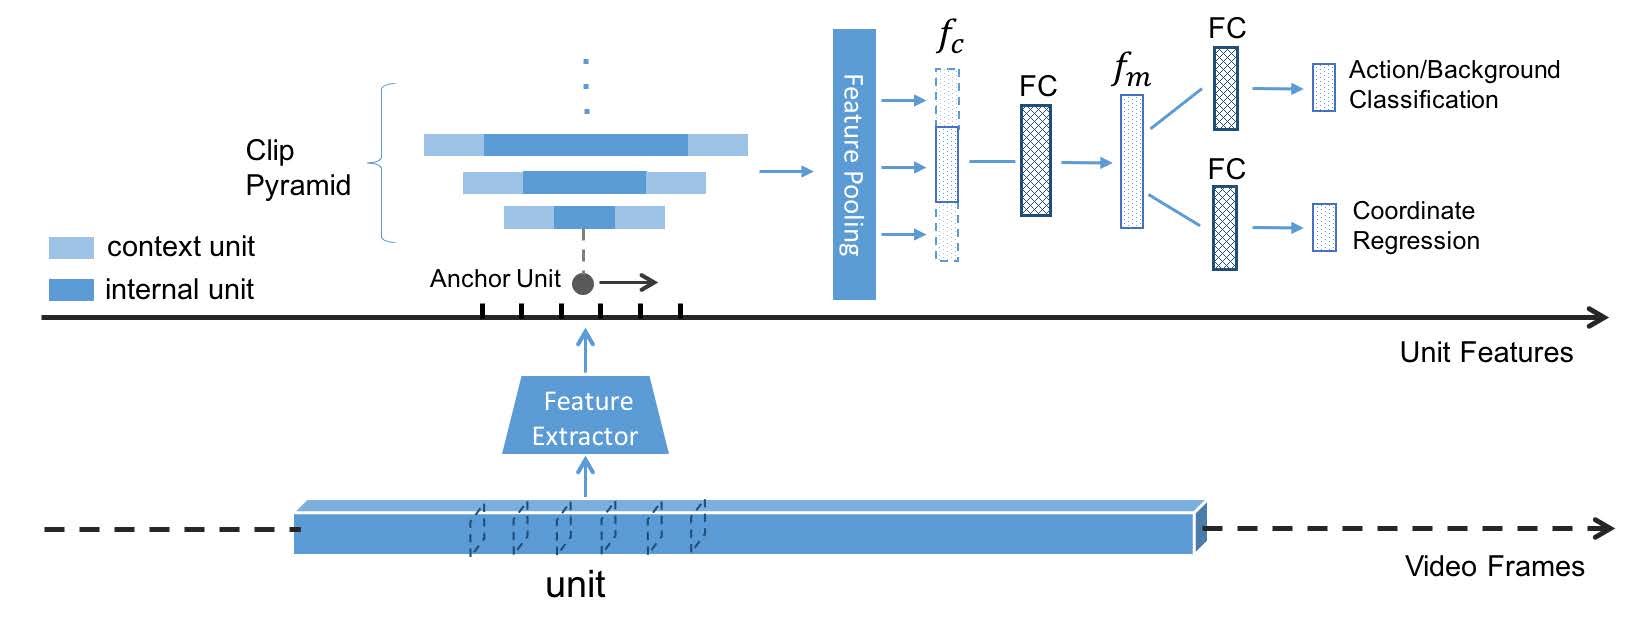 f_c
FC
f_m
FC
Action/Background
Classification
Clip
Pyramid
Feature Pooling
FC
Coordinate
Regression
context unit
internal unit
Anchor Unit
Unit Features
Feature
Extractor
unit
Video Frames